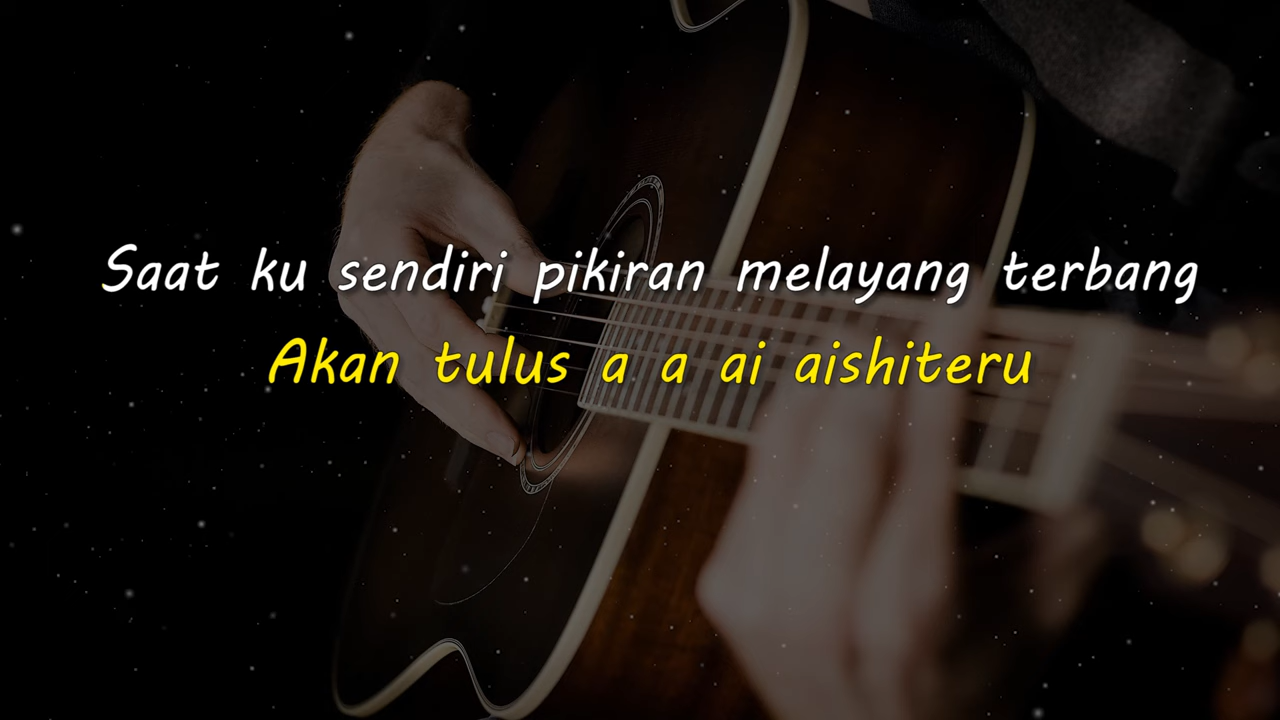 Saat ku sendiri pikiran melayang terbang
Akan tulus a a ai aishiteru